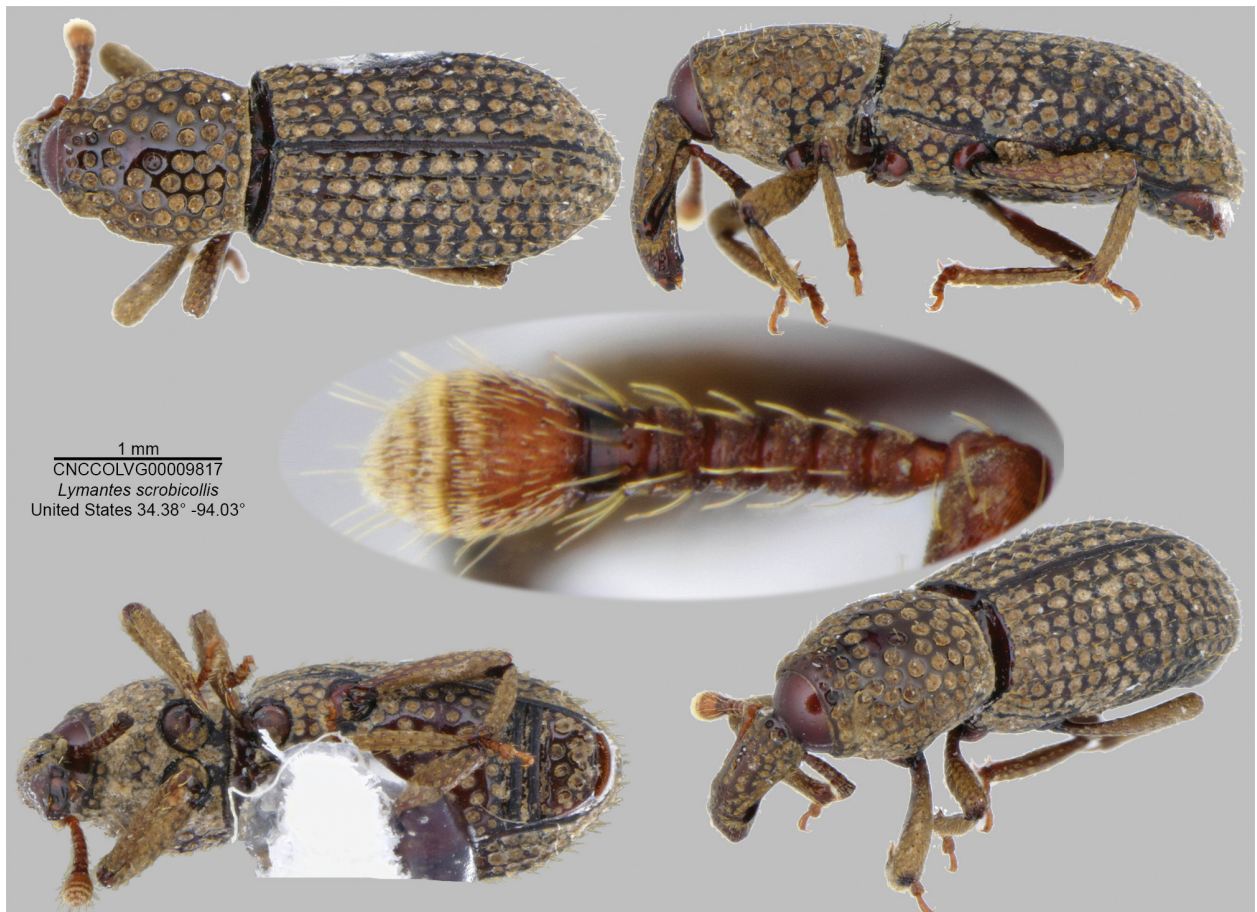 1 mm
CNCCOLVG00009817
Lymantes scrobicollis
United States 34.38° -94.03°